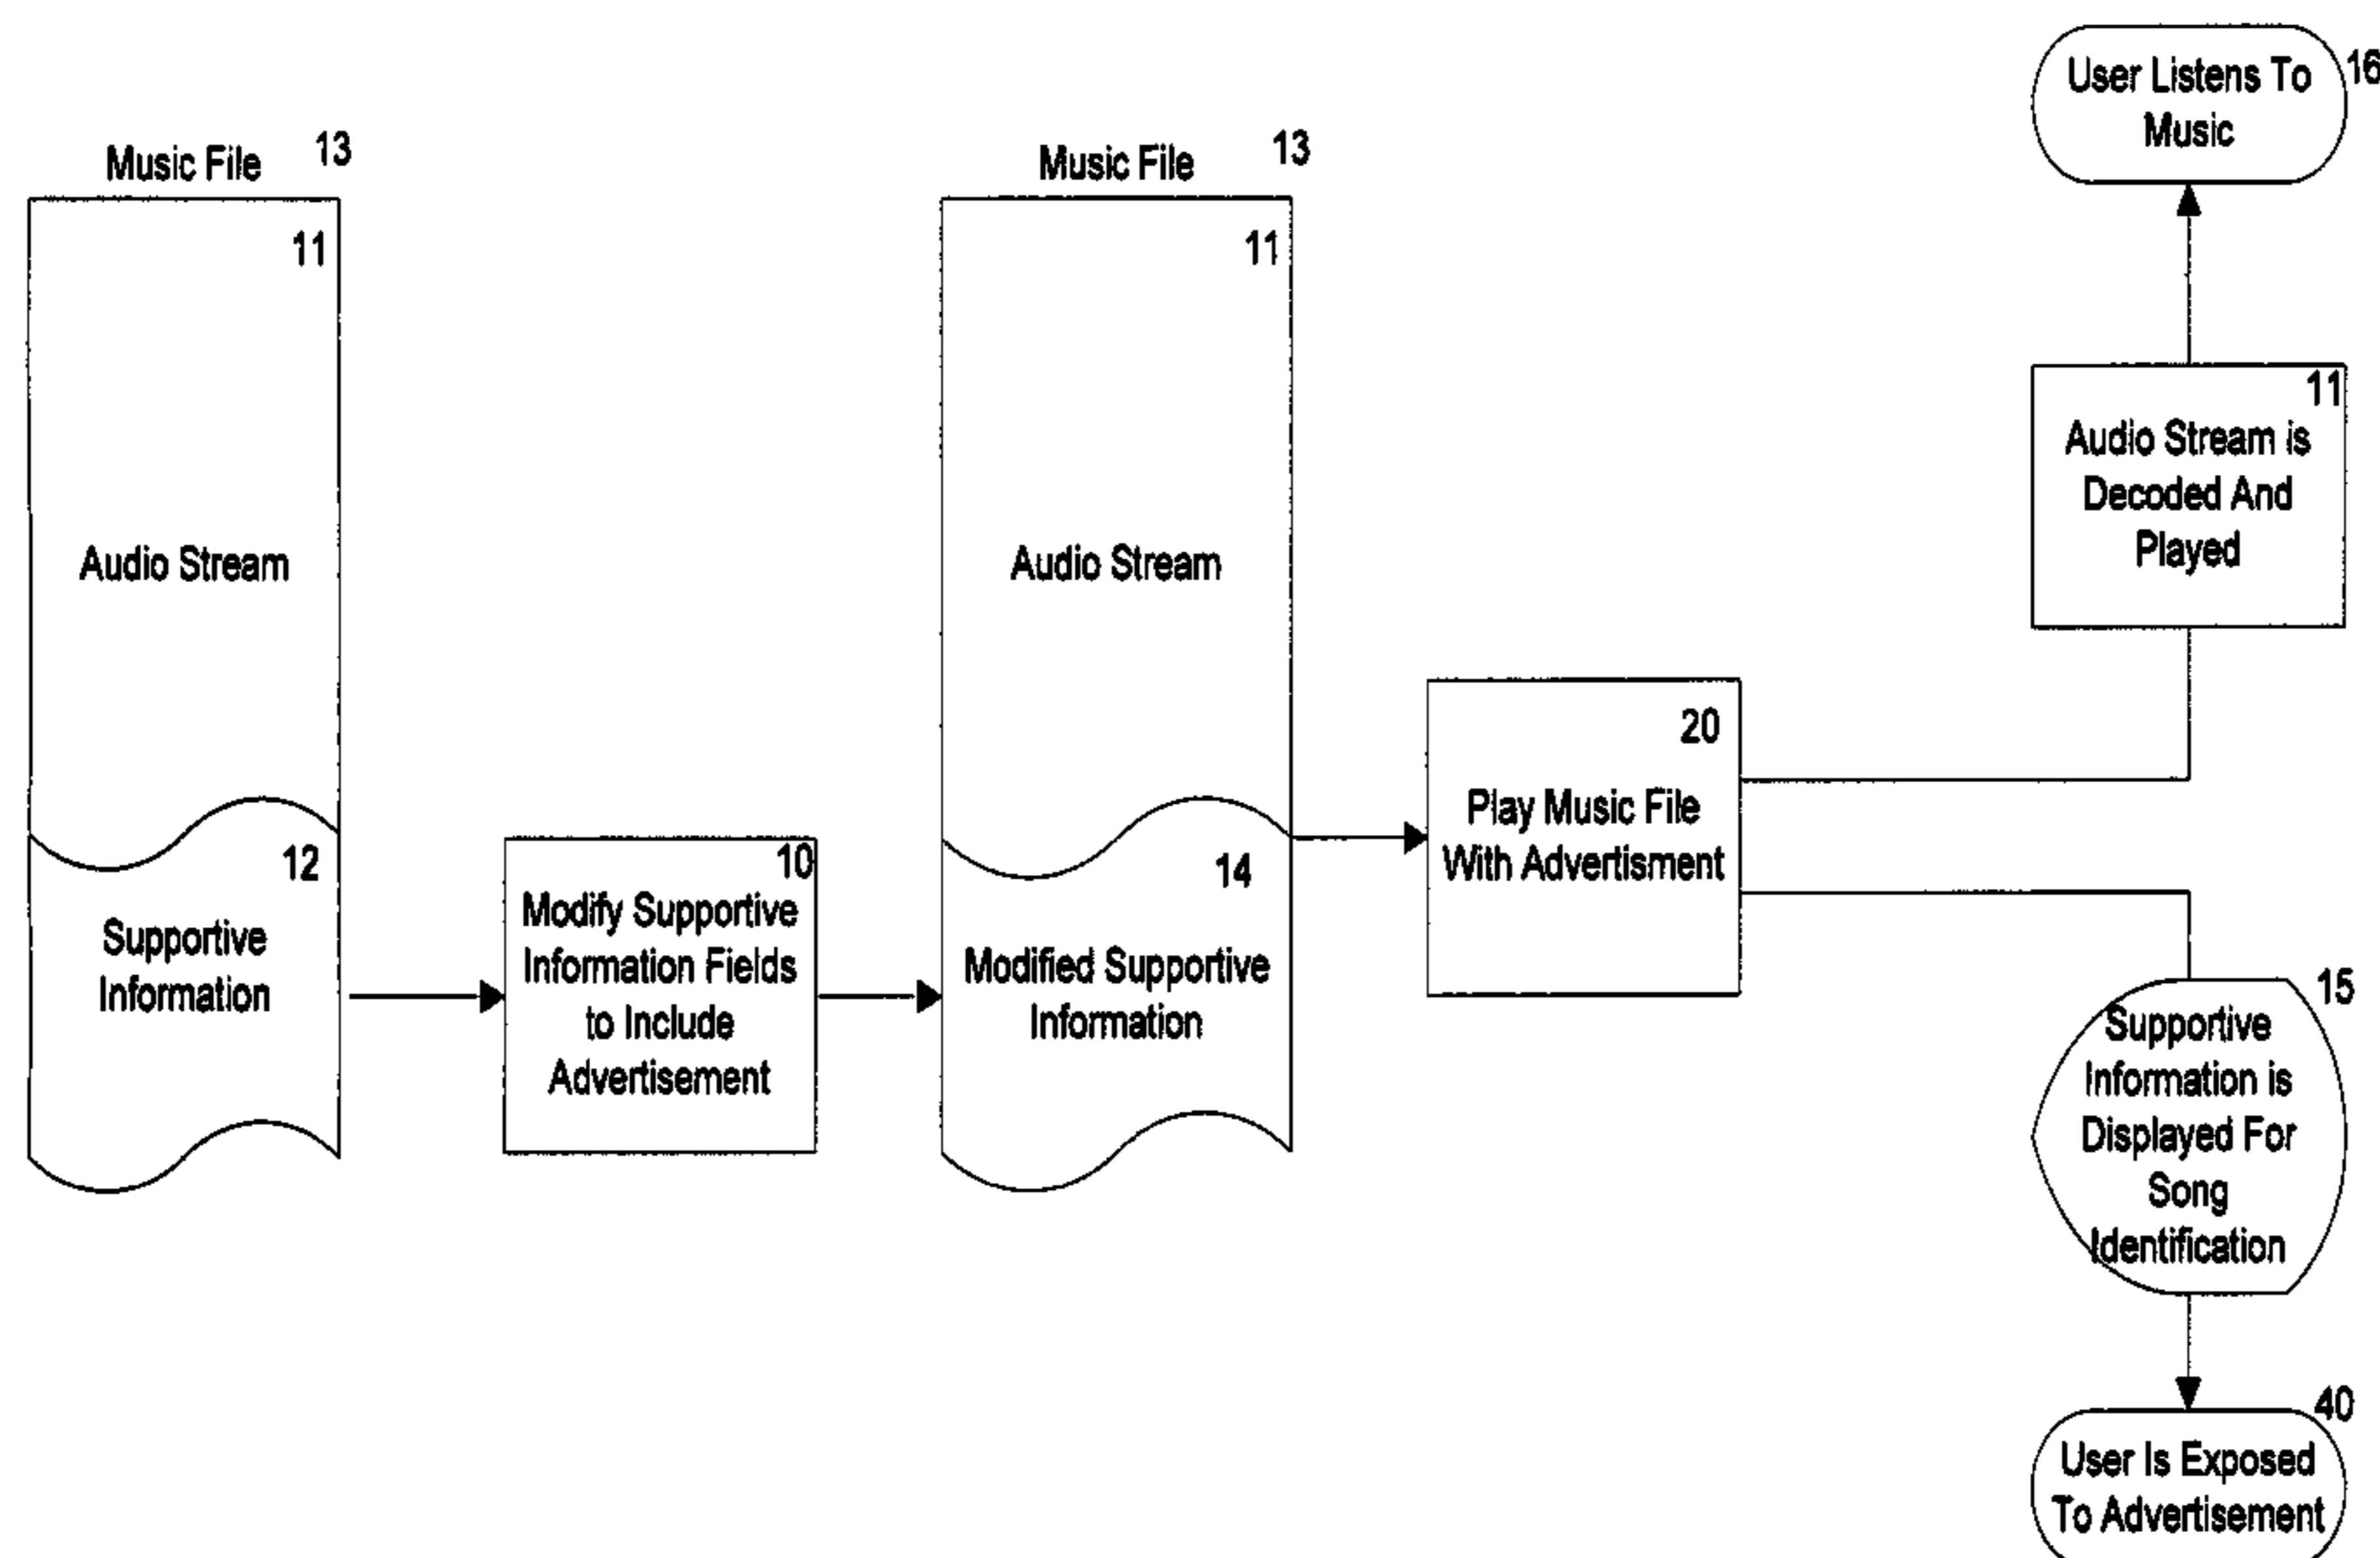 Music File
13
11
Audio Stream
12
Supportive
Information
10
Modify Supportive
Information Fields
to Include
Advertisement
Music File
13
11
Audio Stream
14
Modified Supportive
Information
20
Play Music File
With Advertisment
16
User Listens To
Music
11
Audio Stream is
Decoded And
Played
15
Supportive
Information is
Displayed For
Song
Identification
40
User Is Exposed
To Advertisement